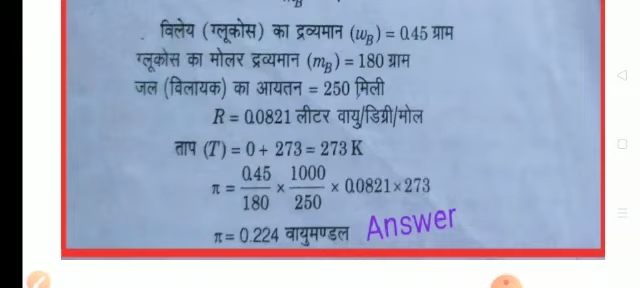 विलेय (ग्लूकोस) का द्रव्यमान (w_B) = 0.45 ग्राम
ग्लूकोस का मोलर द्रव्यमान (m_B) = 180 ग्राम
जल (विलायक) का आयतन = 250 मिली
R = 0.0821 लीटर वायु/डिग्री/मोल
ताप (T) = 0 + 273 = 273 K
π = 0.45/180 × 1000/250 × 0.0821 × 273
π = 0.224 वायुमण्डल Answer